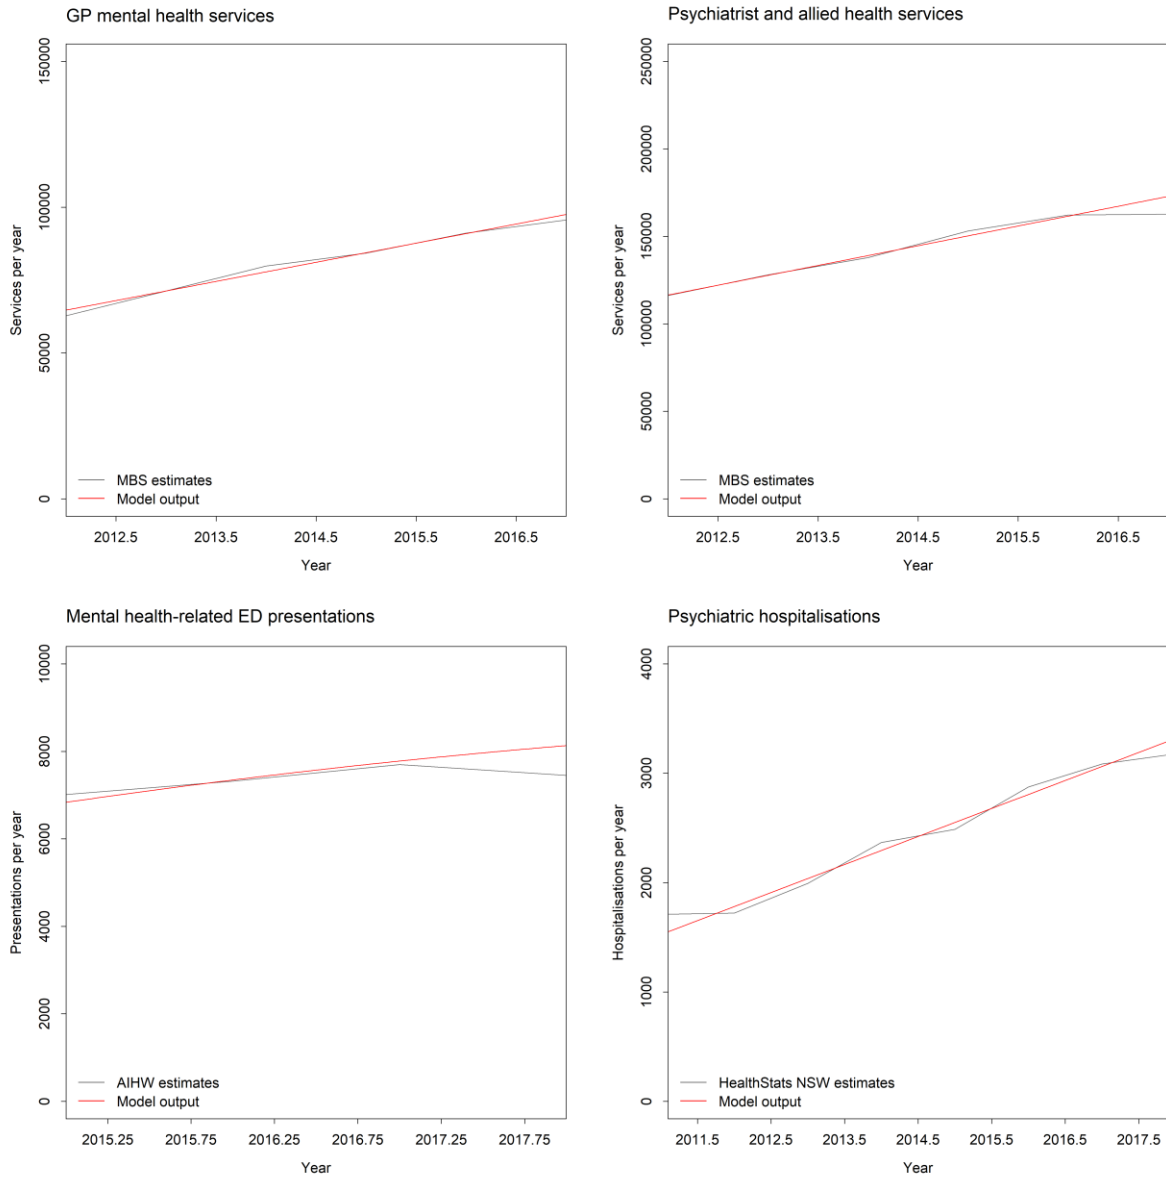 GP mental health services
Services per year
150000
100000
50000
0
MBS estimates
Model output
2012.5 2013.5 2014.5 2015.5 2016.5
Year
Psychiatrist and allied health services
Services per year
250000
200000
150000
100000
50000
0
MBS estimates
Model output
2012.5 2013.5 2014.5 2015.5 2016.5
Year
Mental health-related ED presentations
Presentations per year
10000
8000
6000
4000
2000
0
AIHW estimates
Model output
2015.25 2015.75 2016.25 2016.75 2017.25 2017.75
Year
Psychiatric hospitalisations
Hospitalisations per year
4000
3000
2000
1000
0
HealthStats NSW estimates
Model output
2011.5 2012.5 2013.5 2014.5 2015.5 2016.5 2017.5
Year